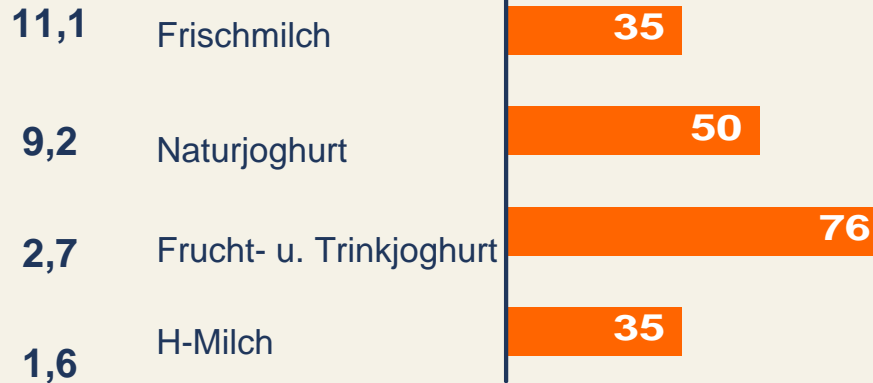 11,1 Frischmilch 35
9,2 Naturjoghurt 50
2,7 Frucht- u. Trinkjoghurt 76
1,6 H-Milch 35